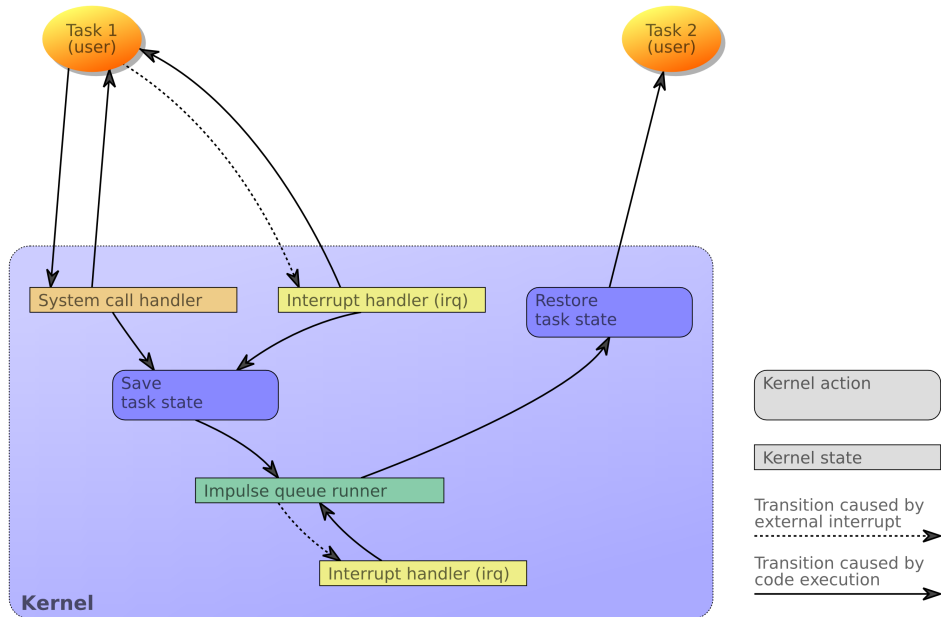 Task 1
(user)
Task 2
(user)
System call handler
Interrupt handler (irq)
Restore
task state
Save
task state
Impulse queue runner
Interrupt handler (irq)
Kernel
Kernel action
Kernel state
Transition caused by
external interrupt
Transition caused by
code execution